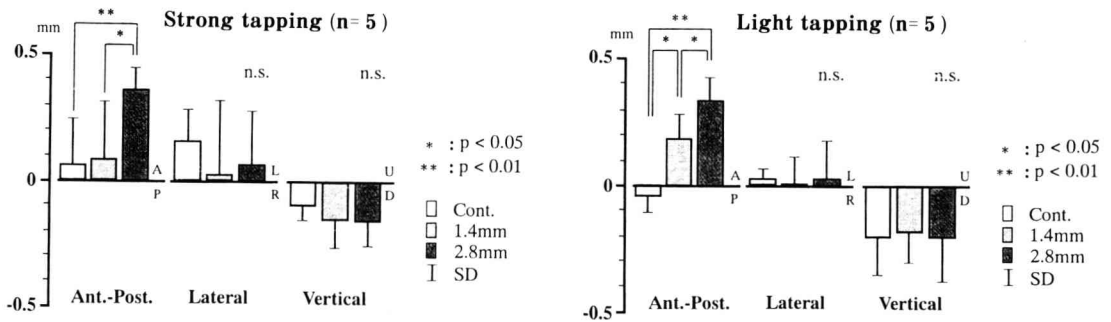 Strong tapping (n= 5)
mm
**
*
0.5
n.s.
n.s.
* : p < 0.05
** : p < 0.01
A
L
U
0
P
R
D
Cont.
1.4mm
2.8mm
SD
-0.5
Ant.-Post.
Lateral
Vertical
Light tapping (n= 5)
mm
**
*
*
0.5
n.s.
n.s.
* : p < 0.05
** : p < 0.01
A
L
U
0
P
R
D
Cont.
1.4mm
2.8mm
SD
-0.5
Ant.-Post.
Lateral
Vertical